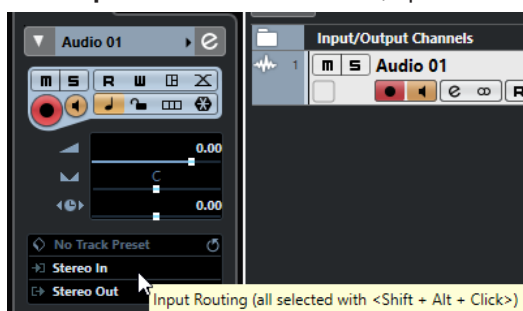 Audio 01
Input/Output Channels
1
m S Audio 01
m S R W
e R
0.00
C
0.00
No Track Preset
Stereo In
Stereo Out
Input Routing (all selected with <Shift + Alt + Click>)